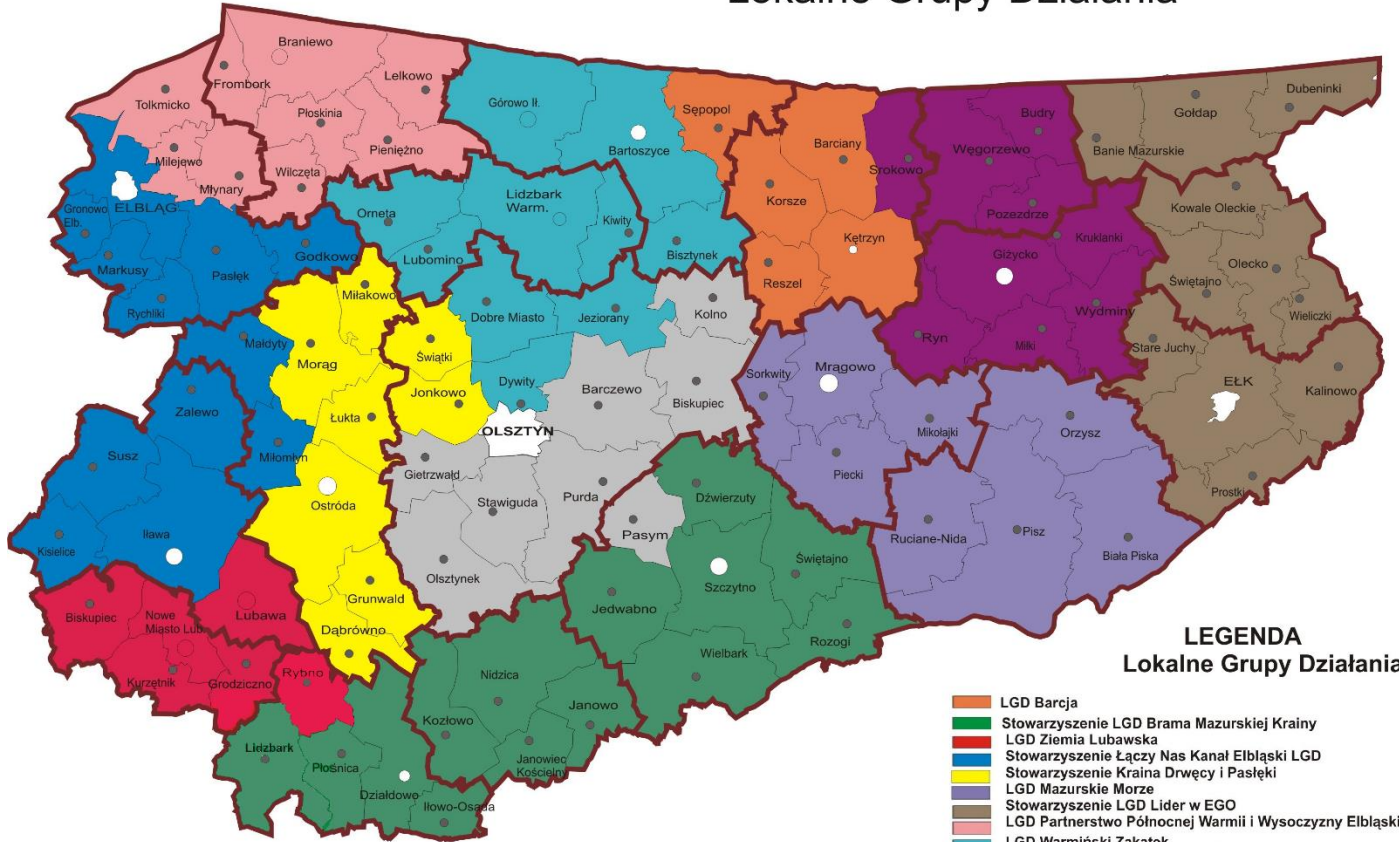 Lokalne Grupy Działania
Braniewo
Frombork
Lelkowo
Tolkmicko
Płoskinia
Górowo Ił.
Sępopol
Dubeninki
Gołdap
Budry
Milejewo
Pieniężno
Bartoszyce
Barciany
Węgorzewo
Banie Mazurskie
Młynary
Wilczęta
Srokowo
ELBLĄG
Gronowo
Elb.
Orneta
Lidzbark
Warm.
Kiwity
Korsze
Pozezdrze
Kowale Oleckie
Markusy
Pasłęk
Godkowo
Lubomino
Bisztynek
Kętrzyn
Kruklanki
Giżycko
Olecko
Reszel
Świętajno
Rychliki
Miłakowo
Dobre Miasto
Jeziorany
Kolno
Wydminy
Wieliczki
Małdyty
Morąg
Świątki
Ryn
Miłki
Stare Juchy
Zalewo
Jonkowo
Dywity
Barczewo
Biskupiec
Sorkwity
Mrągowo
EŁK
Kalinowo
Łukta
OLSZTYN
Mikołajki
Orzysz
Susz
Miłomłyn
Gietrzwałd
Piecki
Ostróda
Stawiguda
Purda
Dźwierzuty
Prostki
Iława
Pasym
Ruciane-Nida
Pisz
Biała Piska
Kisielice
Olsztynek
Szczytno
Świętajno
Grunwald
Jedwabno
Biskupiec
Nowe
Miasto Lub.
Lubawa
Dąbrówno
Rozogi
Wielbark
Kurzętnik
Grodziczno
Rybno
Nidzica
Janowo
Kozłowo
Lidzbark
Płośnica
Janowiec
Kościelny
Działdowo
Iłowo-Osada
LEGENDA
Lokalne Grupy Działania
LGD Barcja
Stowarzyszenie LGD Brama Mazurskiej Krainy
LGD Ziemia Lubawska
Stowarzyszenie Łączy Nas Kanał Elbląski LGD
Stowarzyszenie Kraina Drwęcy i Pasłęki
LGD Mazurskie Morze
Stowarzyszenie LGD Lider w EGO
LGD Partnerstwo Północnej Warmii i Wysoczyzny Elbląski
LGD Warmiński Zakątek